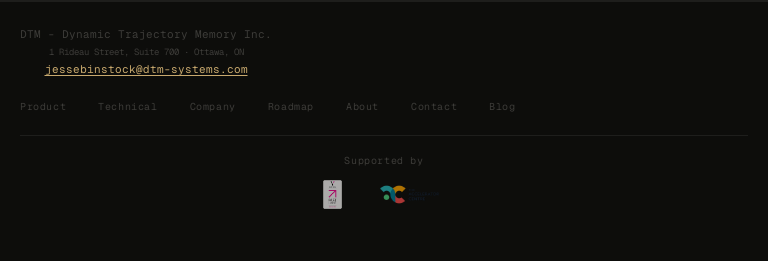 DTM – Dynamic Trajectory Memory Inc.
1 Rideau Street, Suite 700 · Ottawa, ON
jessebinstock@dtm-systems.com
Product Technical Company Roadmap About Contact Blog
Supported by